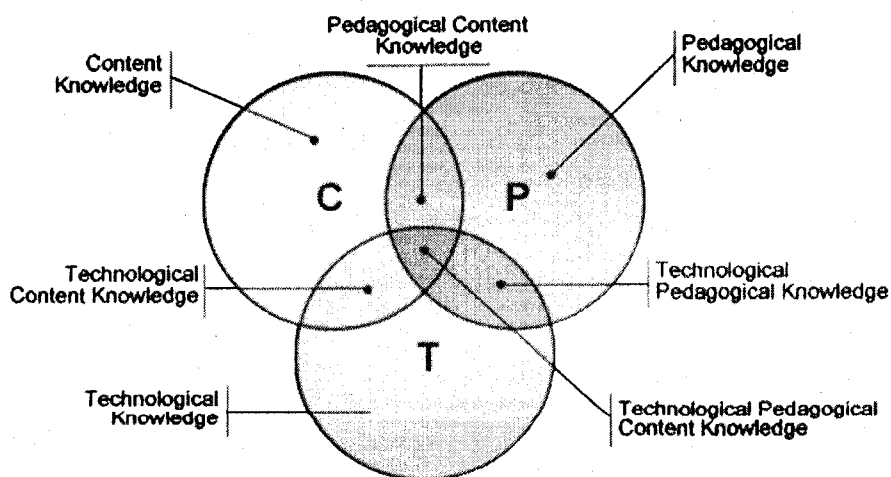 Pedagogical Content
Knowledge
Content
Knowledge
Pedagogical
Knowledge
C
P
Technological
Content Knowledge
Technological
Pedagogical Knowledge
T
Technological
Knowledge
Technological Pedagogical
Content Knowledge